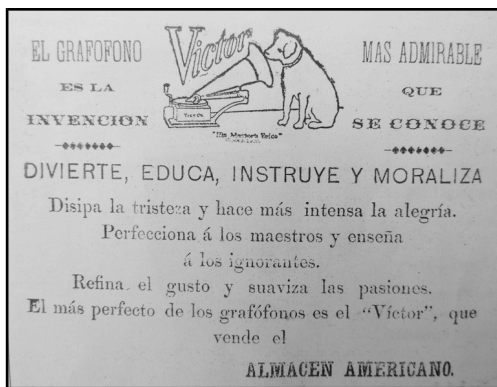 EL GRAFOFONO
ES LA
INVENCION
Victor
VICTOR
"His Master's Voice"
MAS ADMIRABLE
QUE
SE CONOCE
DIVIERTE, EDUCA, INSTRUYE Y MORALIZA
Disipa la tristeza y hace más intensa la alegría.
Perfecciona á los maestros y enseña
á los ignorantes.
Refina el gusto y suaviza las pasiones.
El más perfecto de los grafófonos es el "Víctor", que
vende el
ALMACEN AMERICANO.